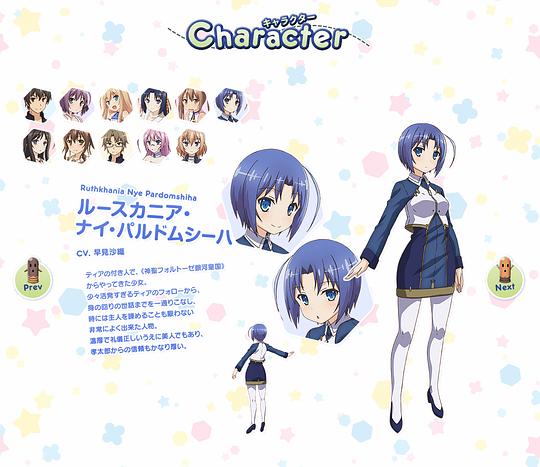 キャラクター
Character
Ruthkhania Nye Pardomshiha
ルースカニア・
ナイ・パルドムシーハ
CV. 早見沙織
ティアの付き人で、《神聖フォルトーゼ銀河皇国》
からやってきた少女。
少々活発すぎるティアのフォローから、
身の回りの世話までを一通りこなし、
時には主人を諫めることも厭わない
非常によく出来た人物。
温厚で礼儀正しいうえに美人でもあり、
孝太郎からの信頼もかなり厚い。
Prev
Next